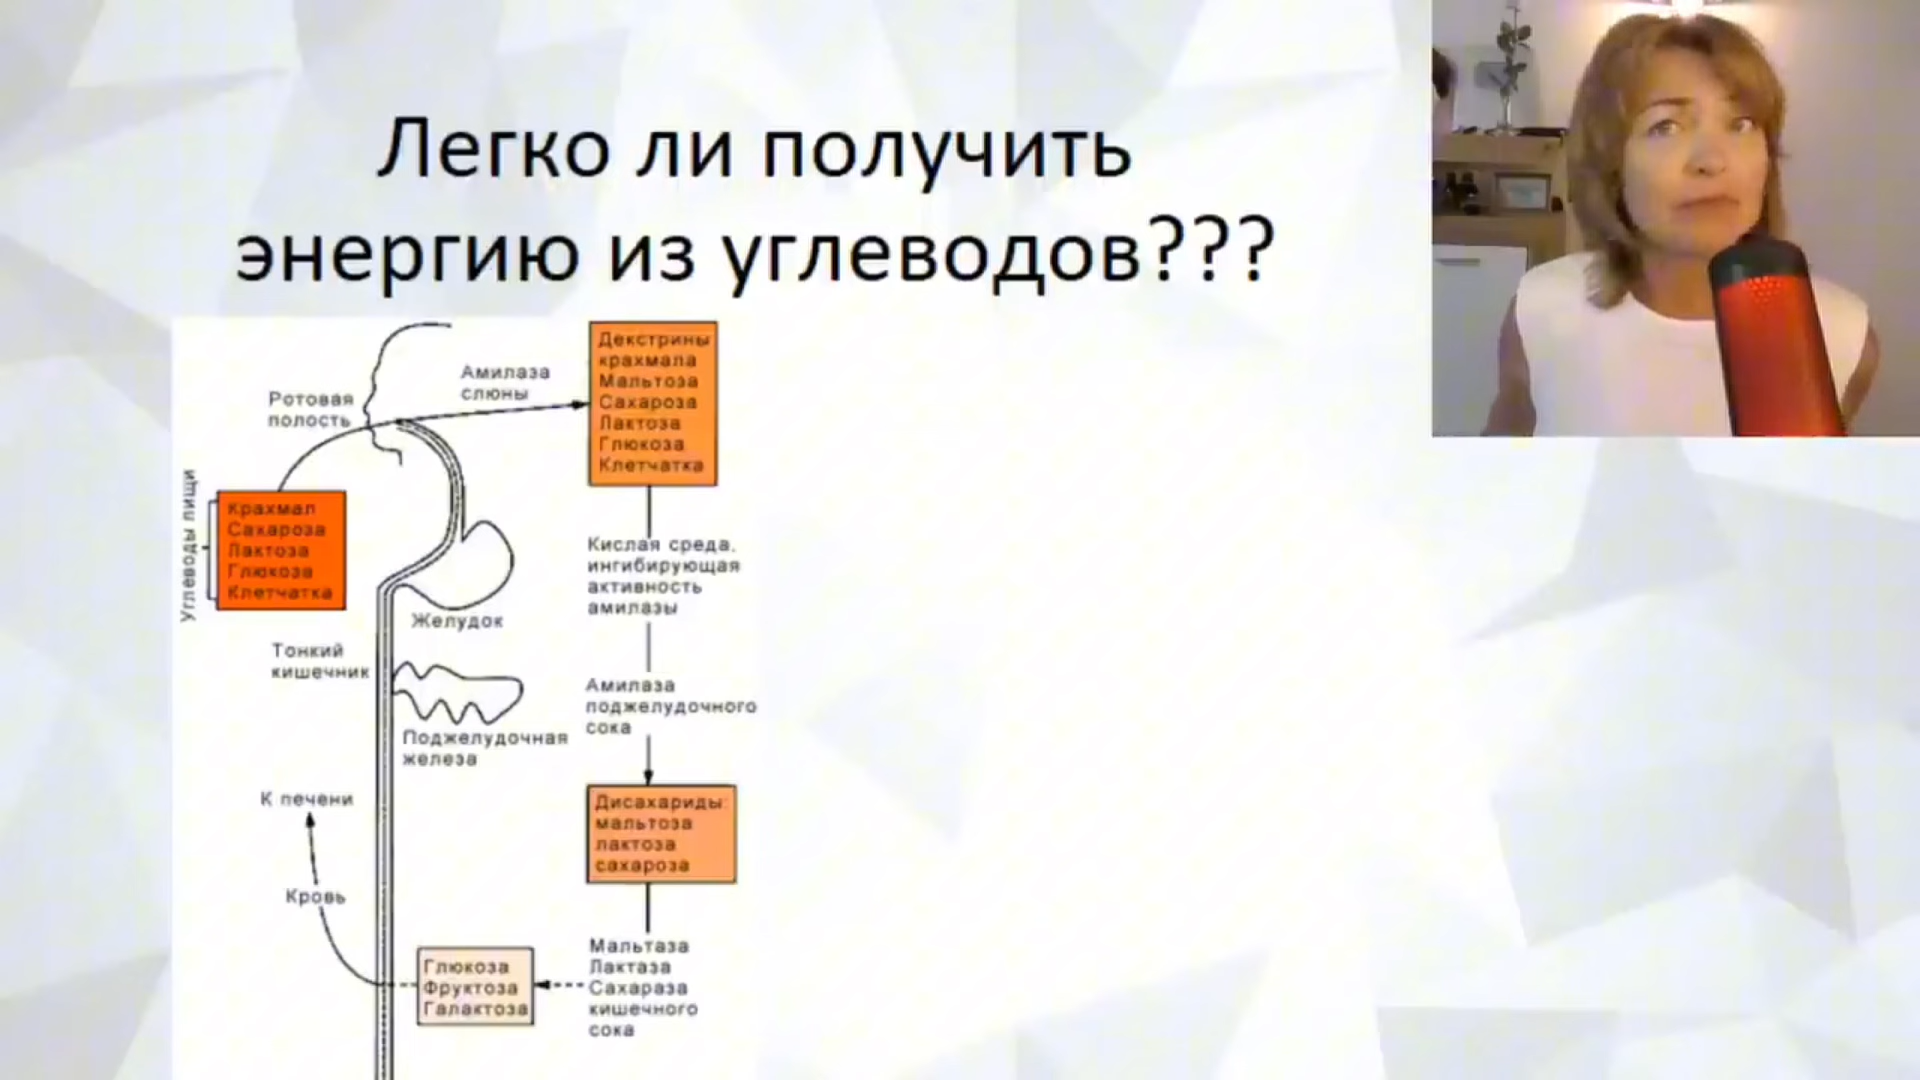 Легко ли получить
энергию из углеводов???
Ротовая
полость
Амилаза
слюны
Декстрины
крахмала
Мальтоза
Сахароза
Лактоза
Глюкоза
Клетчатка
Углеводы пищи
Крахмал
Сахароза
Лактоза
Глюкоза
Клетчатка
Кислая среда,
ингибирующая
активность
амилазы
Желудок
Тонкий
кишечник
Амилаза
поджелудочного
сока
Поджелудочная
железа
К печени
Дисахариды:
мальтоза
лактоза
сахароза
Кровь
Мальтаза
Лактаза
Сахараза
кишечного
сока
Глюкоза
Фруктоза
Галактоза